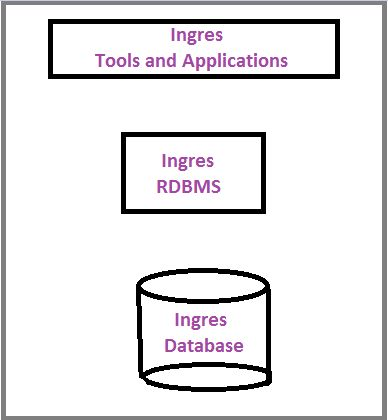 Ingres
Tools and Applications
Ingres
RDBMS
Ingres
Database